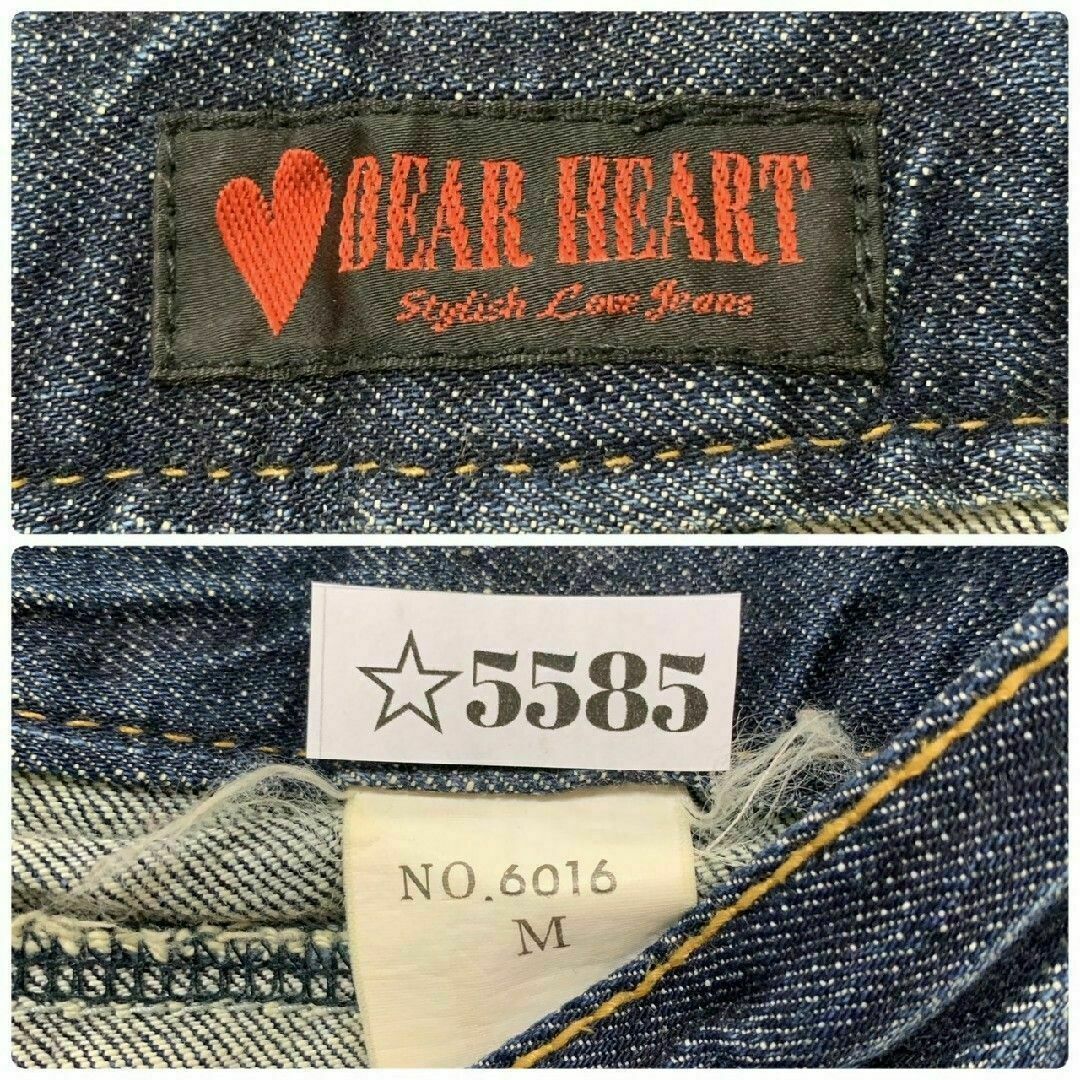 DEAR HEART
Stylish Love Jeans
☆5585
NO.6016
M